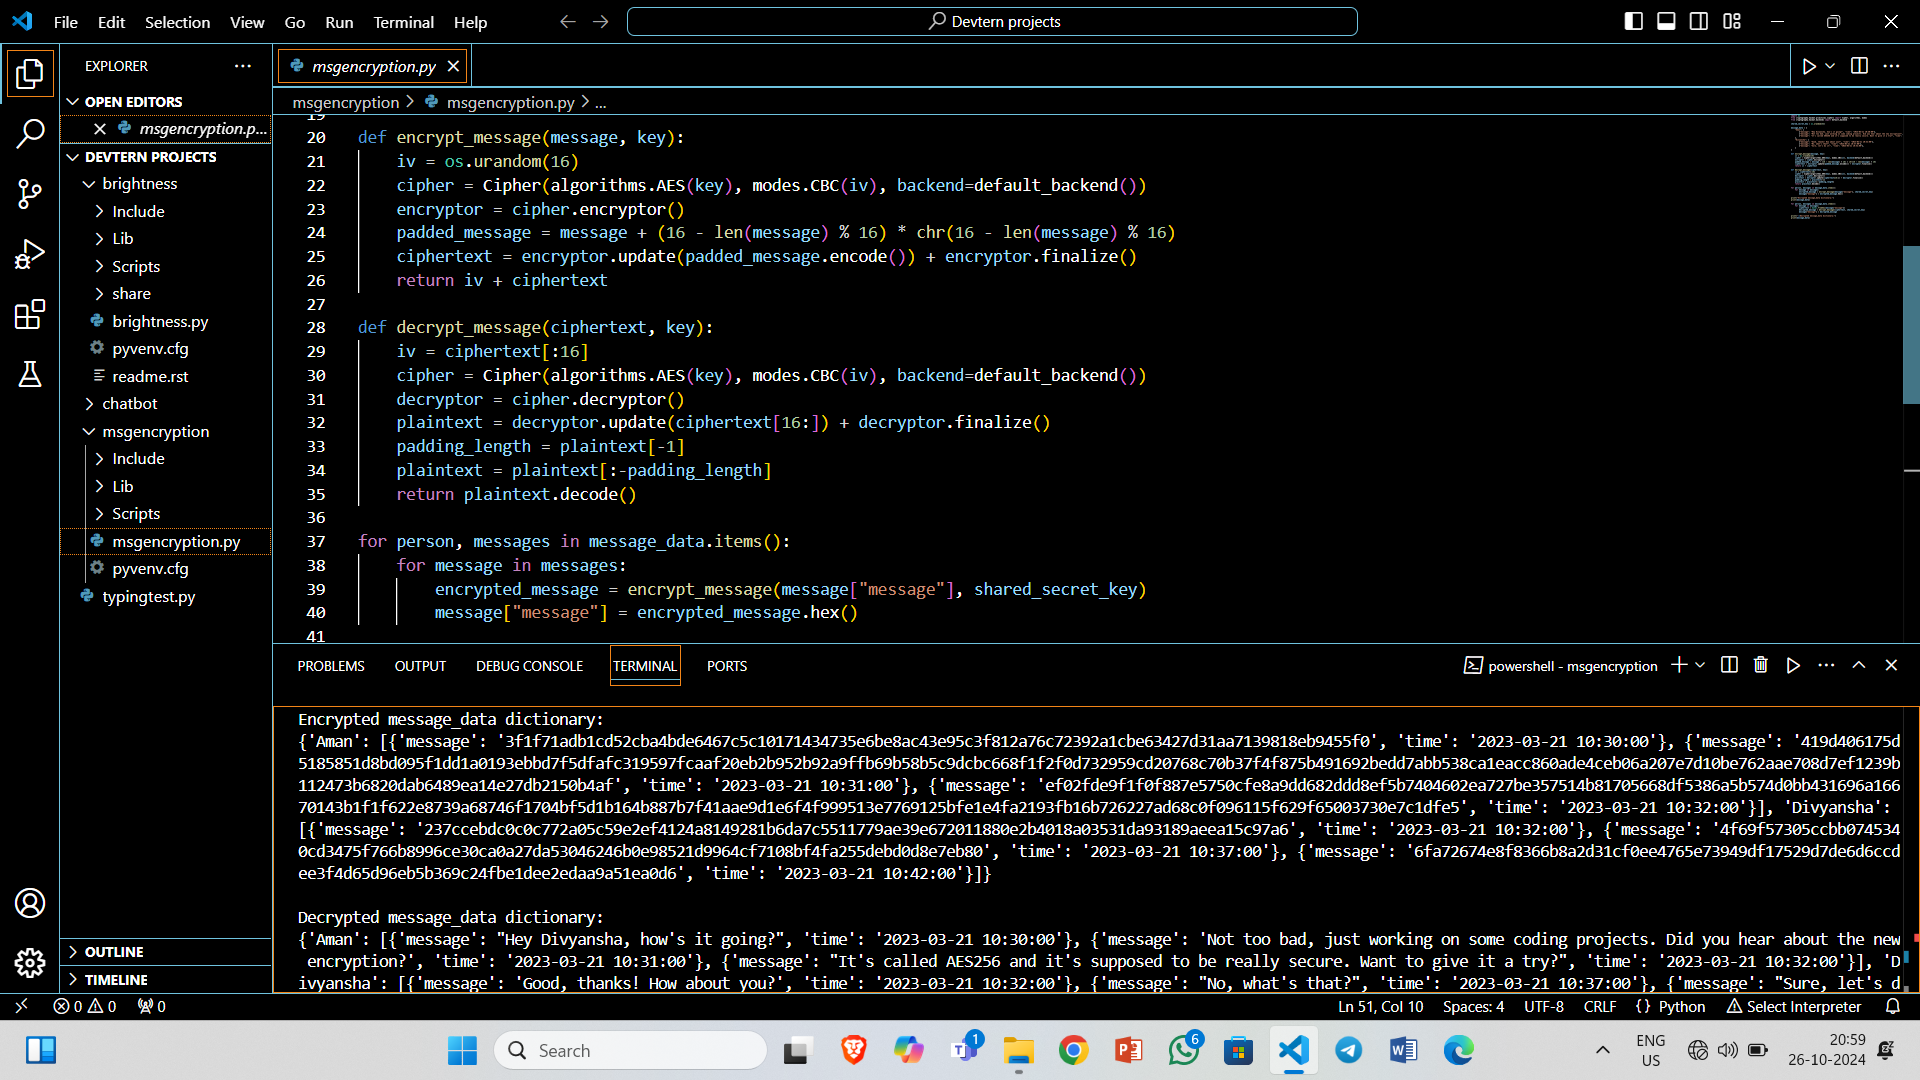 File Edit Selection View Go Run Terminal Help
Devtern projects
EXPLORER
OPEN EDITORS
msgencryption.p...
DEVTERN PROJECTS
brightness
Include
Lib
Scripts
share
brightness.py
pyvenv.cfg
readme.rst
chatbot
msgencryption
Include
Lib
Scripts
msgencryption.py
pyvenv.cfg
typingtest.py
OUTLINE
TIMELINE
msgencryption.py
msgencryption > msgencryption.py > ...
19
20 def encrypt_message(message, key):
21 iv = os.urandom(16)
22 cipher = Cipher(algorithms.AES(key), modes.CBC(iv), backend=default_backend())
23 encryptor = cipher.encryptor()
24 padded_message = message + (16 - len(message) % 16) * chr(16 - len(message) % 16)
25 ciphertext = encryptor.update(padded_message.encode()) + encryptor.finalize()
26 return iv + ciphertext
27
28 def decrypt_message(ciphertext, key):
29 iv = ciphertext[:16]
30 cipher = Cipher(algorithms.AES(key), modes.CBC(iv), backend=default_backend())
31 decryptor = cipher.decryptor()
32 plaintext = decryptor.update(ciphertext[16:]) + decryptor.finalize()
33 padding_length = plaintext[-1]
34 plaintext = plaintext[:-padding_length]
35 return plaintext.decode()
36
37 for person, messages in message_data.items():
38 for message in messages:
39 encrypted_message = encrypt_message(message["message"], shared_secret_key)
40 message["message"] = encrypted_message.hex()
41
PROBLEMS OUTPUT DEBUG CONSOLE TERMINAL PORTS
powershell - msgencryption
Encrypted message_data dictionary:
{'Aman': [{'message': '3f1f71adb1cd52cba4bde6467c5c10171434735e6be8ac43e95c3f812a76c72392a1cbe63427d31aa7139818eb9455f0', 'time': '2023-03-21 10:30:00'}, {'message': '419d406175d
5185851d8bd095f1dd1a0193ebbd7f5dfafc319597fcaaf20eb2b952b92a9ffb69b58b5c9dcbc668f1f2f0d732959cd20768c70b37f4f875b491692bedd7abb538ca1eacc860ade4ceb06a207e7d10be762aae708d7ef1239b
112473b6820dab6489ea14e27db2150b4af', 'time': '2023-03-21 10:31:00'}, {'message': 'ef02fde9f1f0f887e5750cfe8a9dd682ddd8ef5b7404602ea727be357514b81705668df5386a5b574d0bb431696a166
70143b1f1f622e8739a68746f1704bf5d1b164b887b7f41aae9d1e6f4f999513e7769125bfe1e4fa2193fb16b726227ad68c0f096115f629f65003730e7c1dfe5', 'time': '2023-03-21 10:32:00'}], 'Divyansha':
[{'message': '237ccebdc0c0c772a05c59e2ef4124a8149281b6da7c5511779ae39e672011880e2b4018a03531da93189aeea15c97a6', 'time': '2023-03-21 10:32:00'}, {'message': '4f69f57305ccbb074534
0cd3475f766b8996ce30ca0a27da53046246b0e98521d9964cf7108bf4fa255debd0d8e7eb80', 'time': '2023-03-21 10:37:00'}, {'message': '6fa72674e8f8366b8a2d31cf0ee4765e73949df17529d7de6d6ccd
ee3f4d65d96eb5b369c24fbe1dee2edaa9a51ea0d6', 'time': '2023-03-21 10:42:00'}]}
Decrypted message_data dictionary:
{'Aman': [{'message': "Hey Divyansha, how's it going?", 'time': '2023-03-21 10:30:00'}, {'message': 'Not too bad, just working on some coding projects. Did you hear about the new
encryption?', 'time': '2023-03-21 10:31:00'}, {'message': "It's called AES256 and it's supposed to be really secure. Want to give it a try?", 'time': '2023-03-21 10:32:00'}], 'D
ivyansha': [{'message': 'Good, thanks! How about you?', 'time': '2023-03-21 10:32:00'}, {'message': "No, what's that?", 'time': '2023-03-21 10:37:00'}, {'message': "Sure, let's d
0 0 0 Ln 51, Col 10 Spaces: 4 UTF-8 CRLF {} Python Select Interpreter
Search
1
6
ENG
US
20:59
26-10-2024